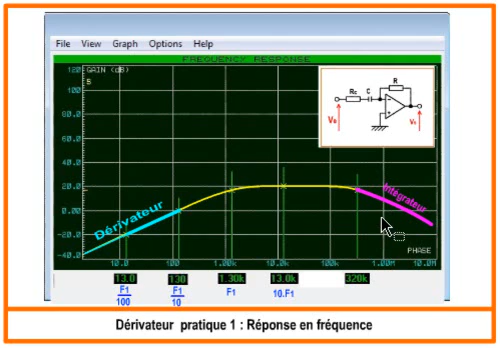 File View Graph Options Help
FREQUENCY RESPONSE
120 GAIN (dB)
S
100
80.0
60.0
40.0
20.0
0.00
-20.0
-40.0
Rc C R
Ve
Vs
Dérivateur
Intégrateur
PHASE
10.0 100 1.00k 10.0k 100k 1.00M 10.0M
13.0 130 1.30k 13.0k 320k
F1 F1 F1 10.F1
100 10
Dérivateur pratique 1 : Réponse en fréquence